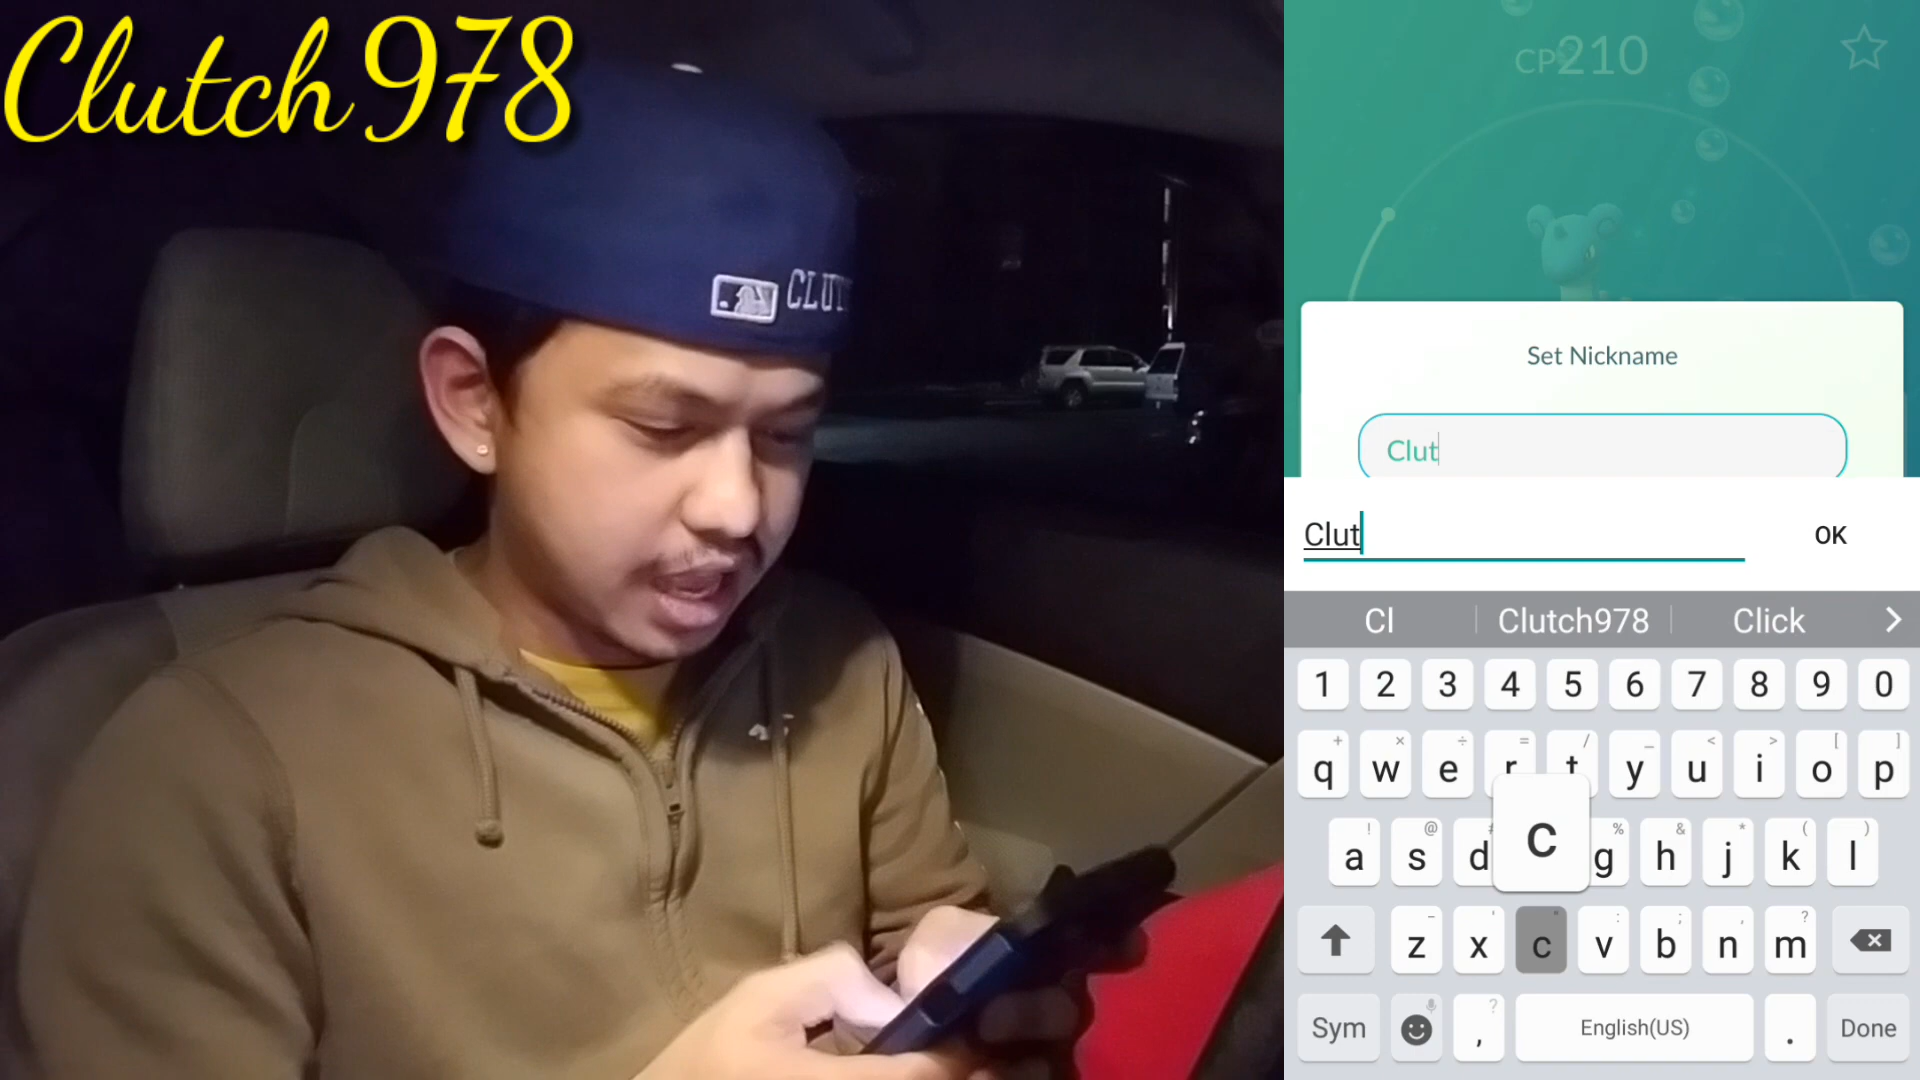 Clutch978
CLUT
CP210
Set Nickname
Clut
Clut
OK
Cl
Clutch978
Click
1 2 3 4 5 6 7 8 9 0
+ × ÷ = / _ < > [ ]
q w e r t y u i o p
! @ # % & * ( )
a s d c g h j k l
- ' " : ; , ?
z x c v b n m
?
Sym , English(US) . Done